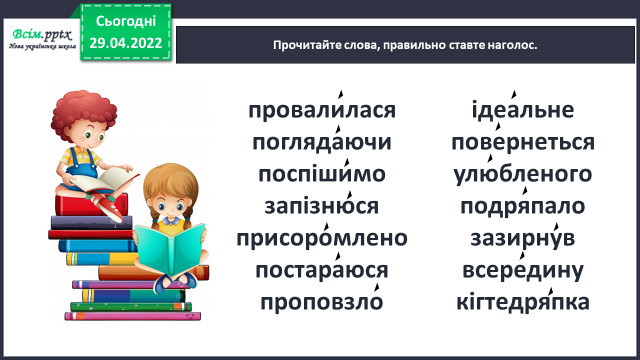 Всім.pptx
Нова українська школа
Сьогодні
29.04.2022
Прочитайте слова, правильно ставте наголос.
провали́лася
погляда́ючи
поспіши́мо
запізню́ся
присоро́млено
постара́юся
проповзло́
ідеа́льне
пове́рнеться
улю́бленого
подря́пало
зазирну́в
всере́дину
кігтедря́пка